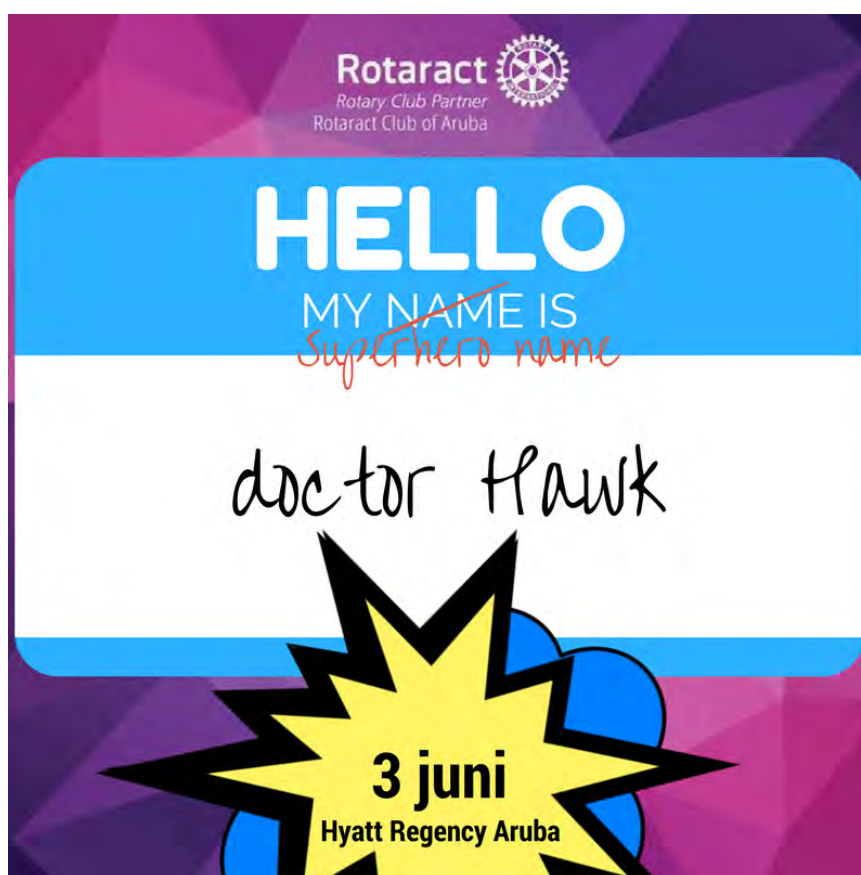 Rotaract
Rotary Club Partner
Rotaract Club of Aruba
HELLO
MY NAME IS
superhero name
doctor Hawk
3 juni
Hyatt Regency Aruba